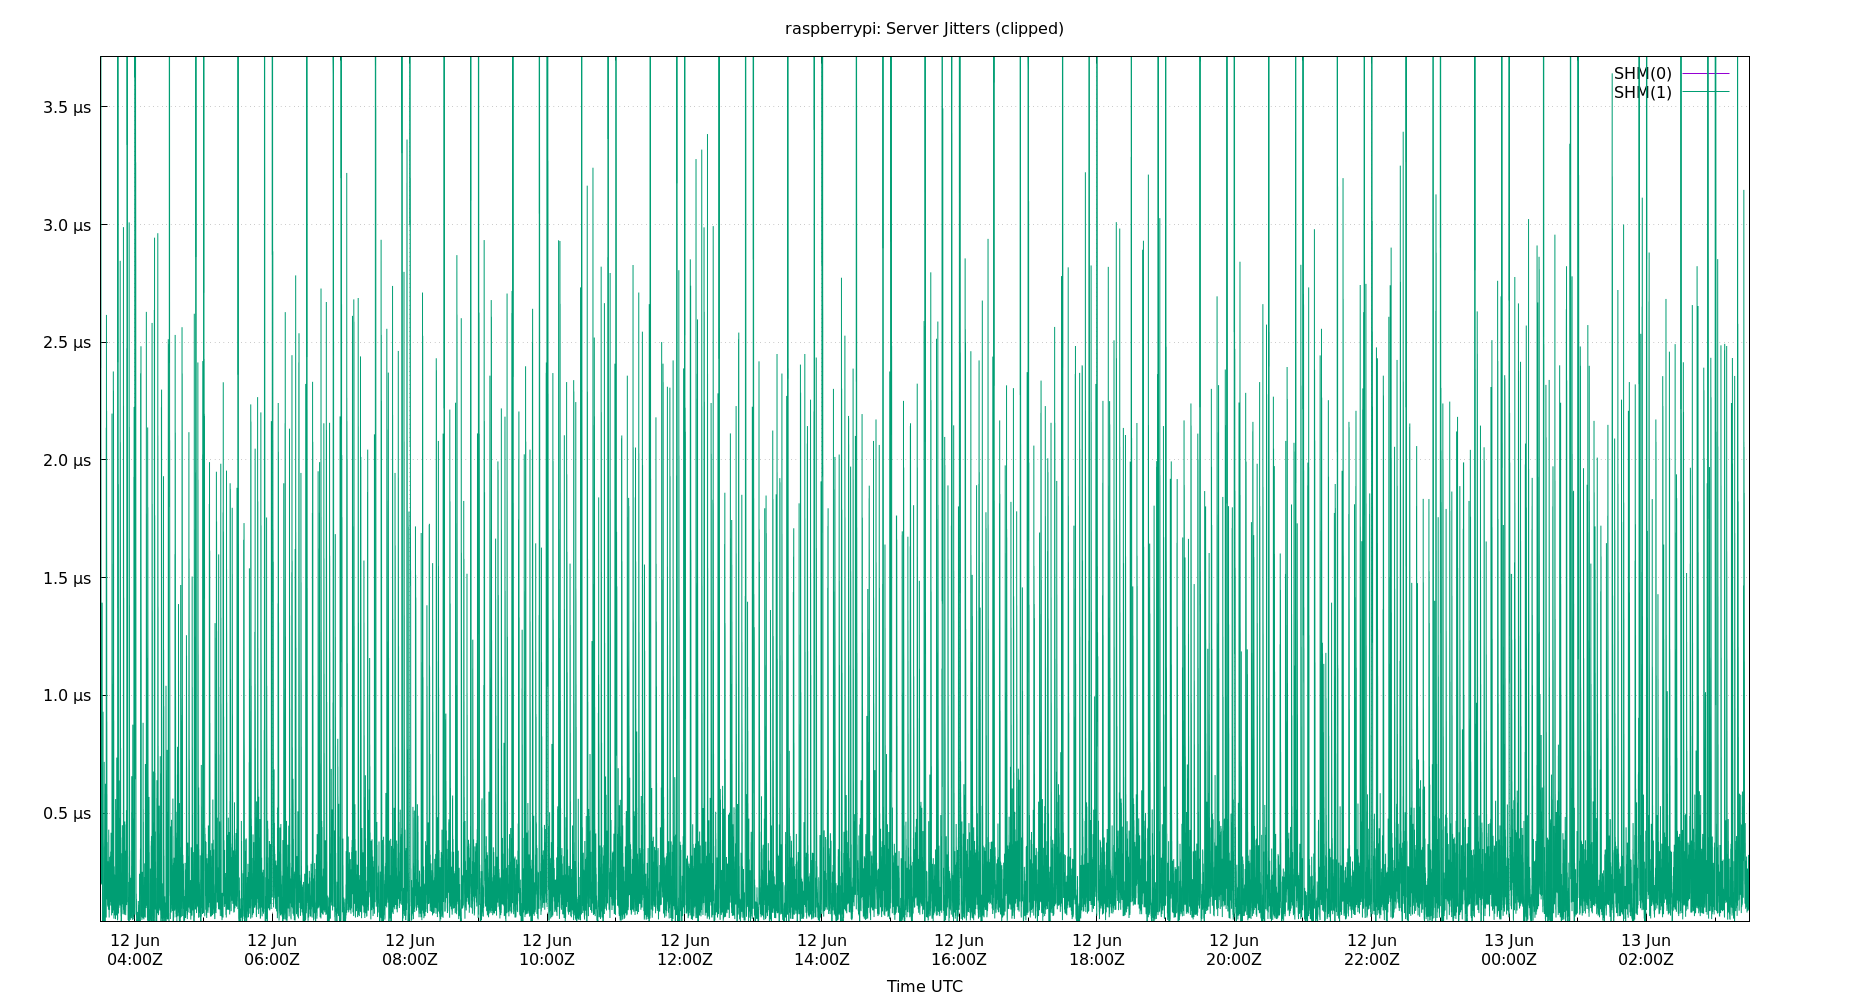 raspberrypi: Server Jitters (clipped)
SHM(0)
SHM(1)
3.5 µs
3.0 µs
2.5 µs
2.0 µs
1.5 µs
1.0 µs
0.5 µs
12 Jun 12 Jun 12 Jun 12 Jun 12 Jun 12 Jun 12 Jun 12 Jun 12 Jun 12 Jun 13 Jun 13 Jun
04:00Z 06:00Z 08:00Z 10:00Z 12:00Z 14:00Z 16:00Z 18:00Z 20:00Z 22:00Z 00:00Z 02:00Z
Time UTC